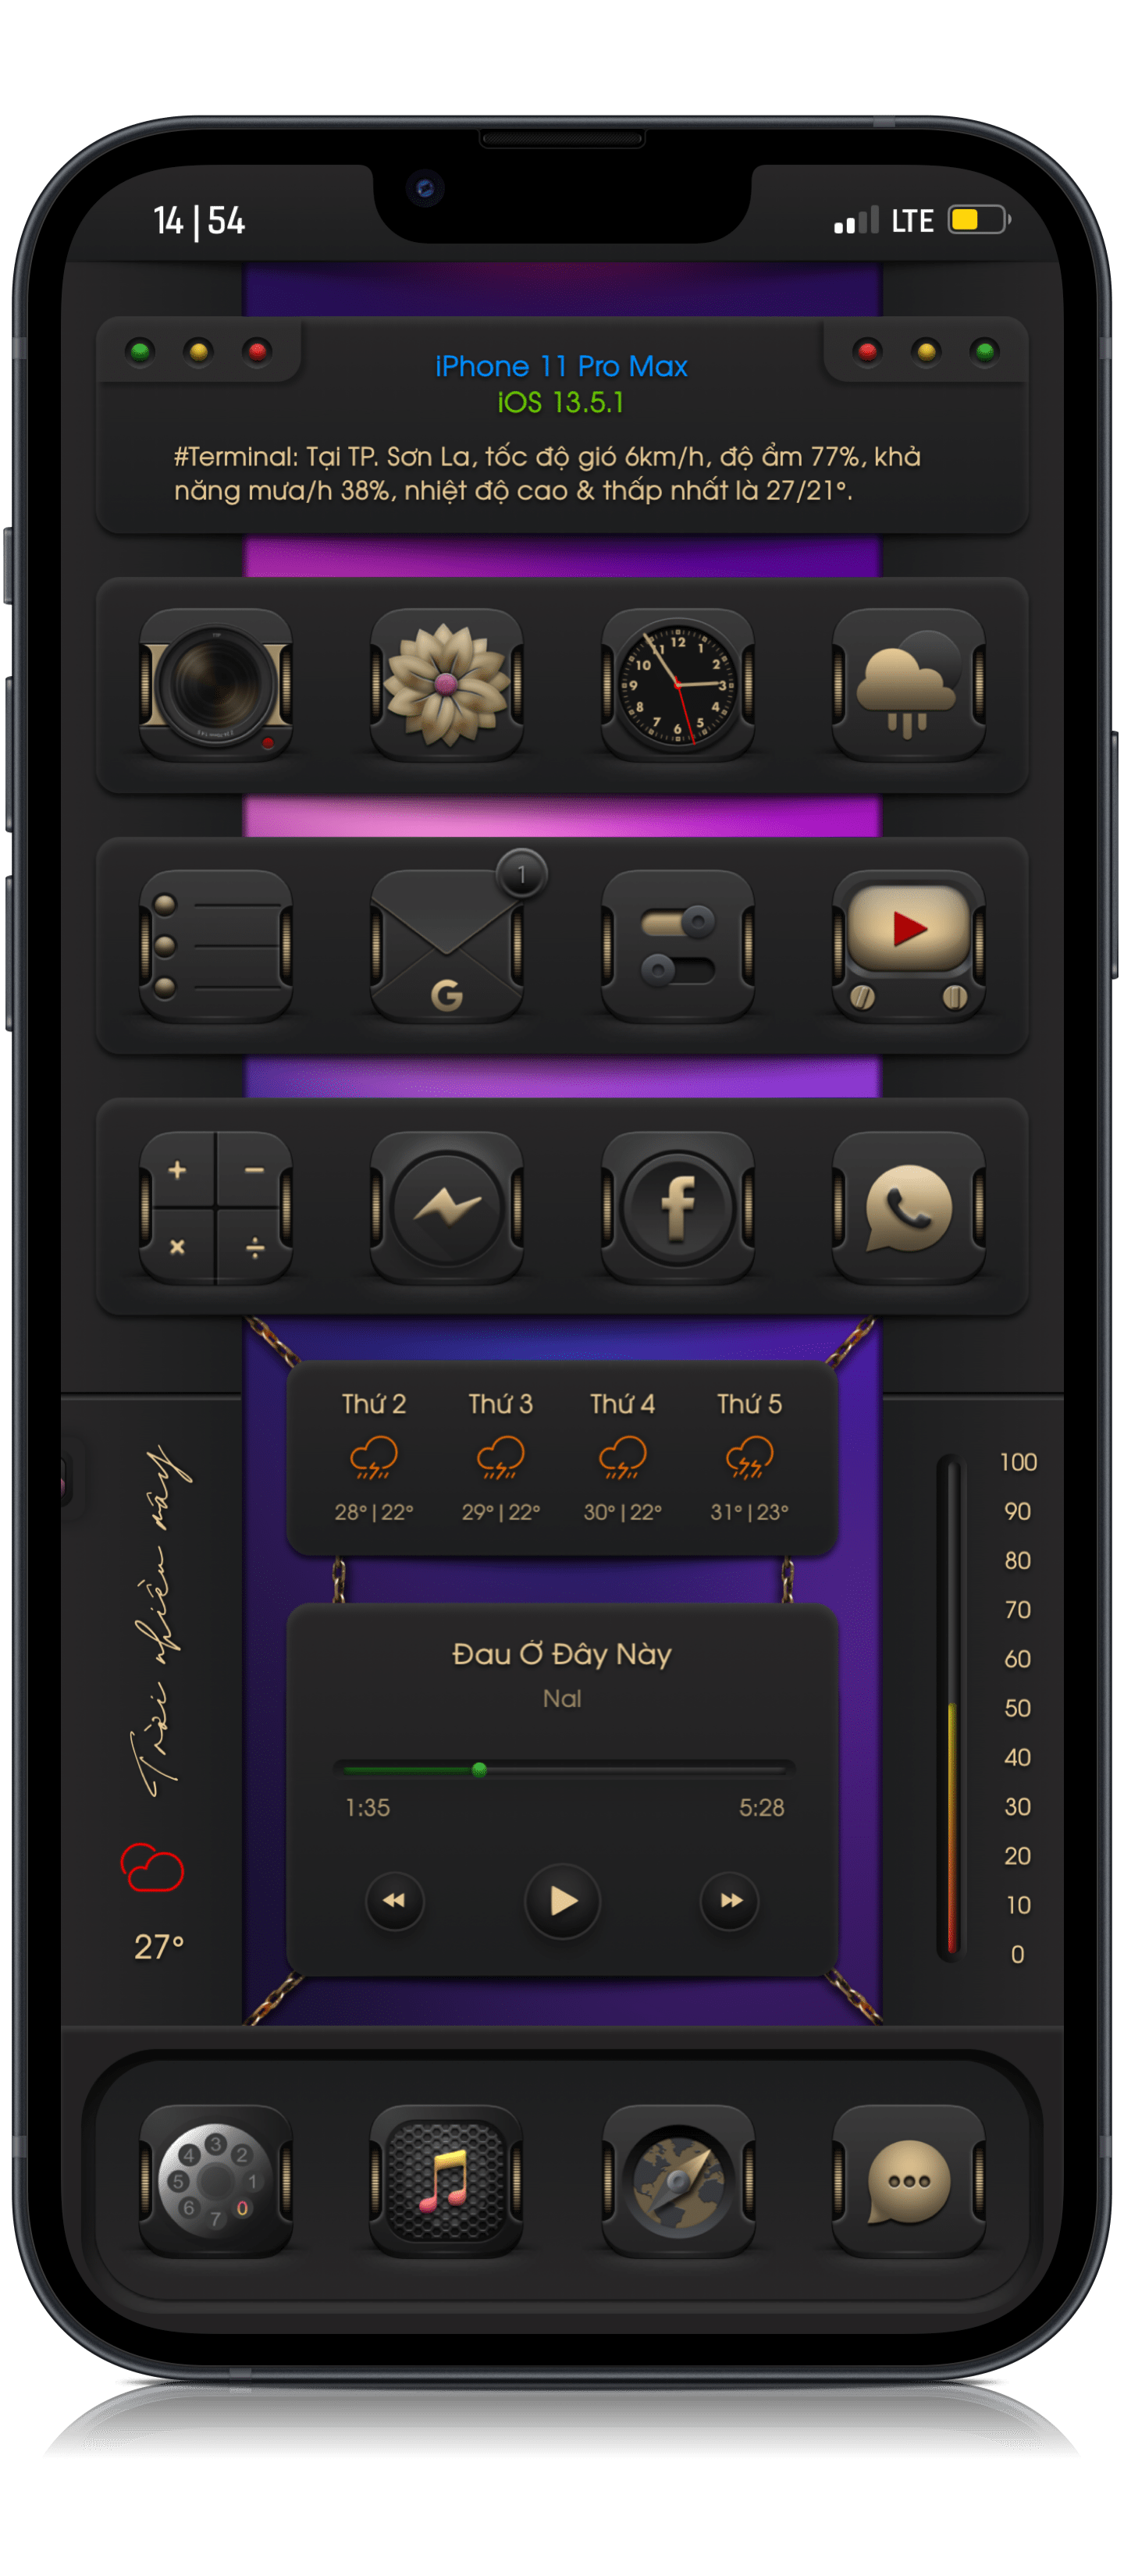 14|54
LTE
iPhone 11 Pro Max
iOS 13.5.1
#Terminal: Tại TP. Sơn La, tốc độ gió 6km/h, độ ẩm 77%, khả
năng mưa/h 38%, nhiệt độ cao & thấp nhất là 27/21°.
12 1 2 3 4 5 6 7 8 9 10 11
1
G
+ −
× ÷
f
Thứ 2 Thứ 3 Thứ 4 Thứ 5
28°|22° 29°|22° 30°|22° 31°|23°
Trời nhiều mây
27°
Đau Ở Đây Này
Nal
1:35 5:28
100
90
80
70
60
50
40
30
20
10
0
1 2 3 4 5 6 7 0